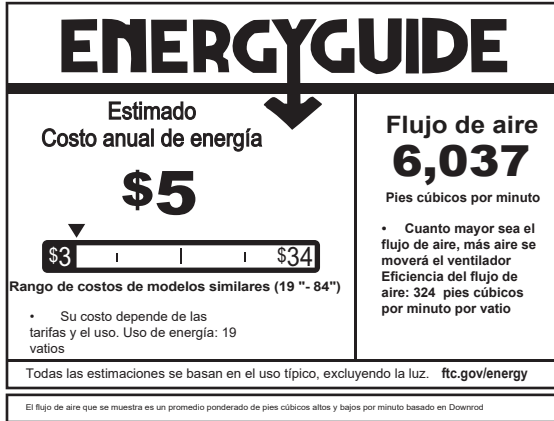 ENERGYGUIDE
Estimado
Costo anual de energía
$5
$3 $34
Rango de costos de modelos similares (19 "- 84")
• Su costo depende de las
tarifas y el uso. Uso de energía: 19
vatios
Flujo de aire
6,037
Pies cúbicos por minuto
• Cuanto mayor sea el
flujo de aire, más aire se
moverá el ventilador
Eficiencia del flujo de
aire: 324 pies cúbicos
por minuto por vatio
Todas las estimaciones se basan en el uso típico, excluyendo la luz. ftc.gov/energy
El flujo de aire que se muestra es un promedio ponderado de pies cúbicos altos y bajos por minuto basado en Downrod